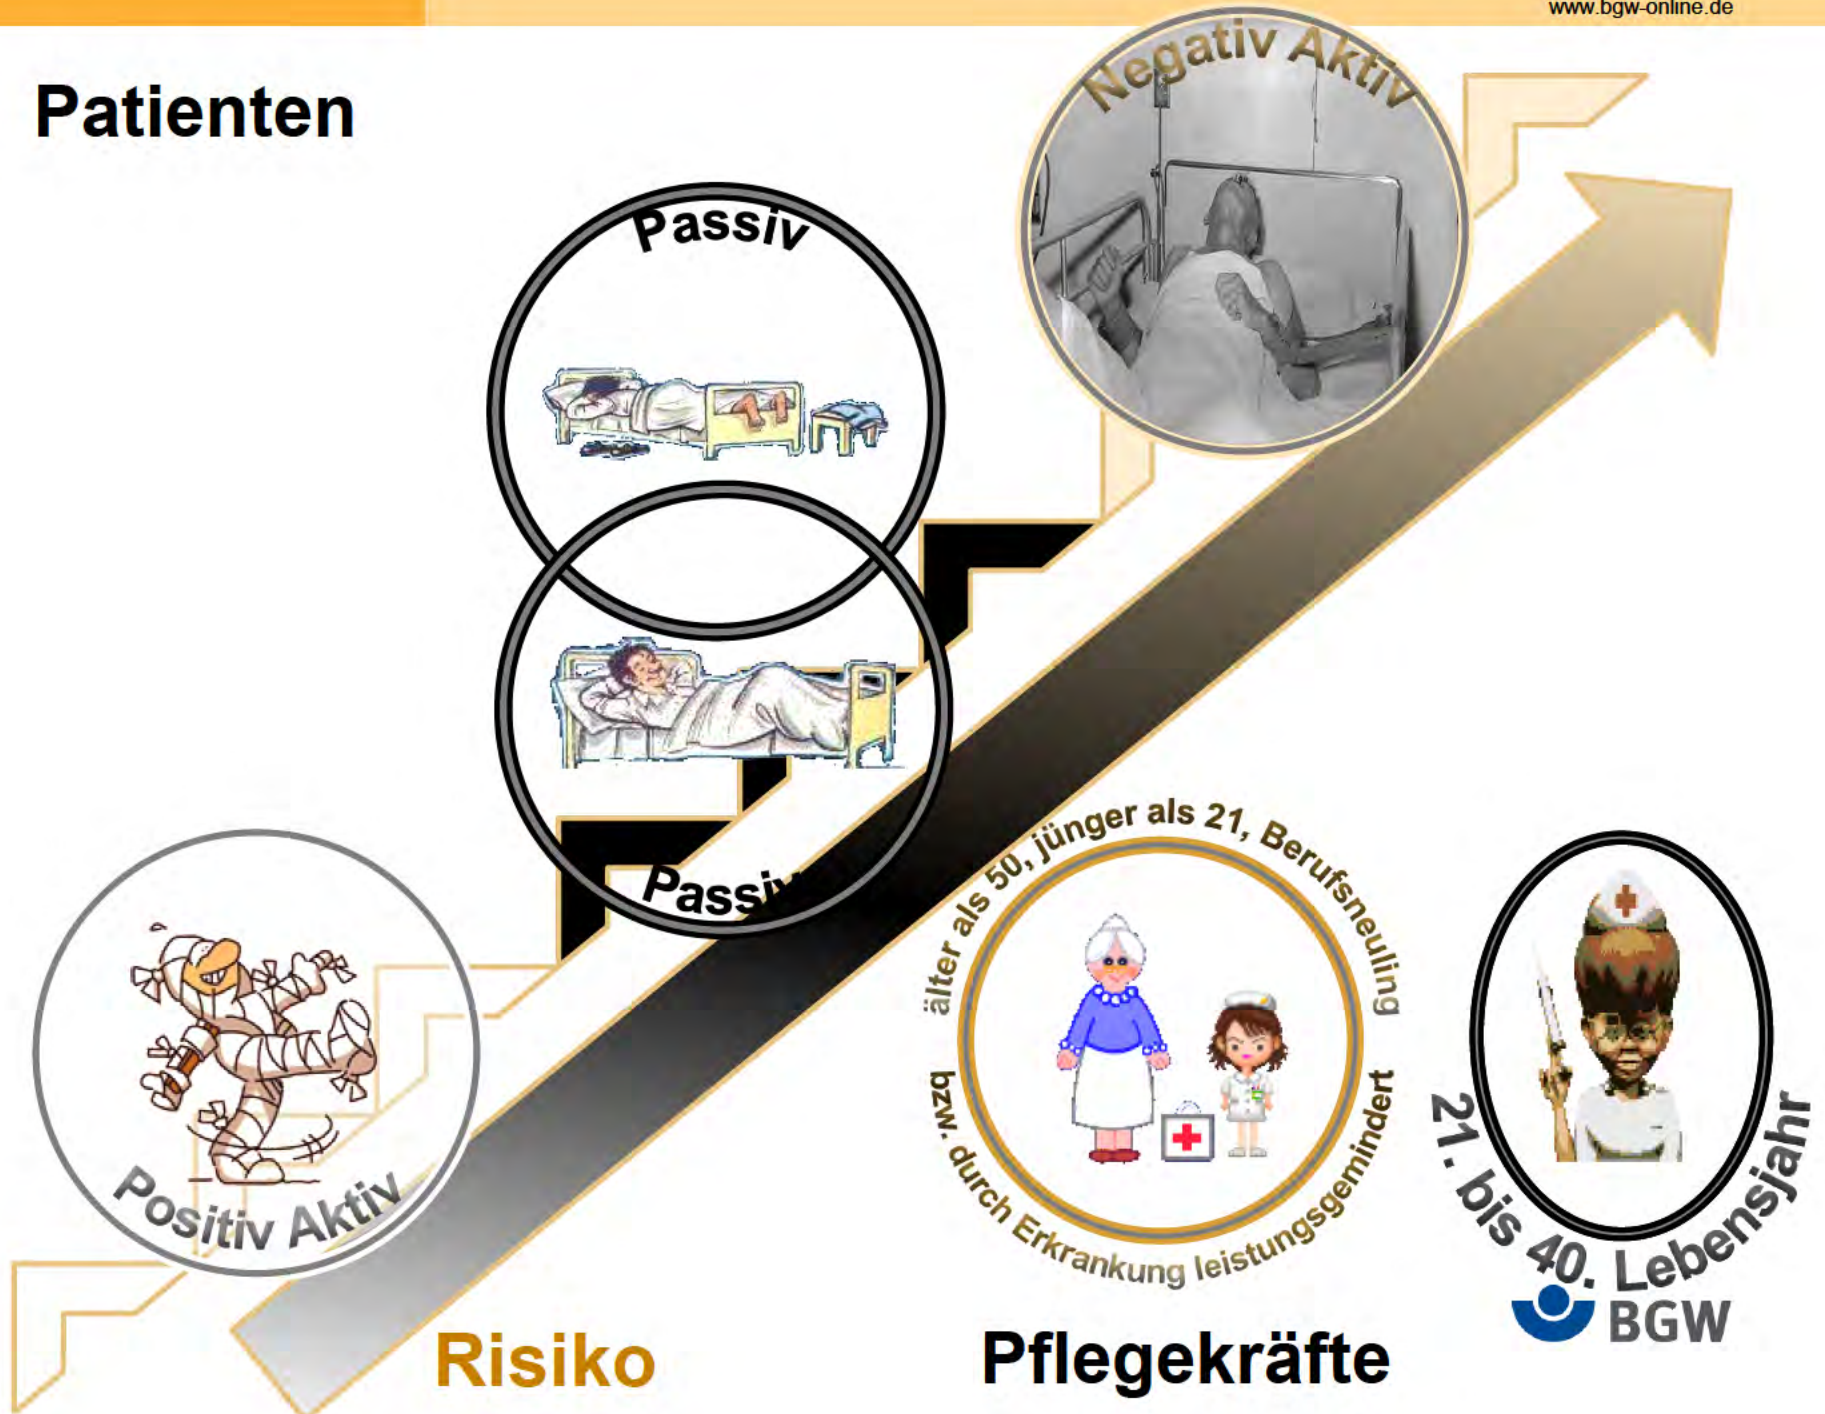 www.bgw-online.de
Patienten
Negativ Aktiv
Passiv
Passiv
Positiv Aktiv
älter als 50, jünger als 21, Berufsneuling
bzw. durch Erkrankung leistungsgemindert
21. bis 40. Lebensjahr
BGW
Risiko
Pflegekräfte